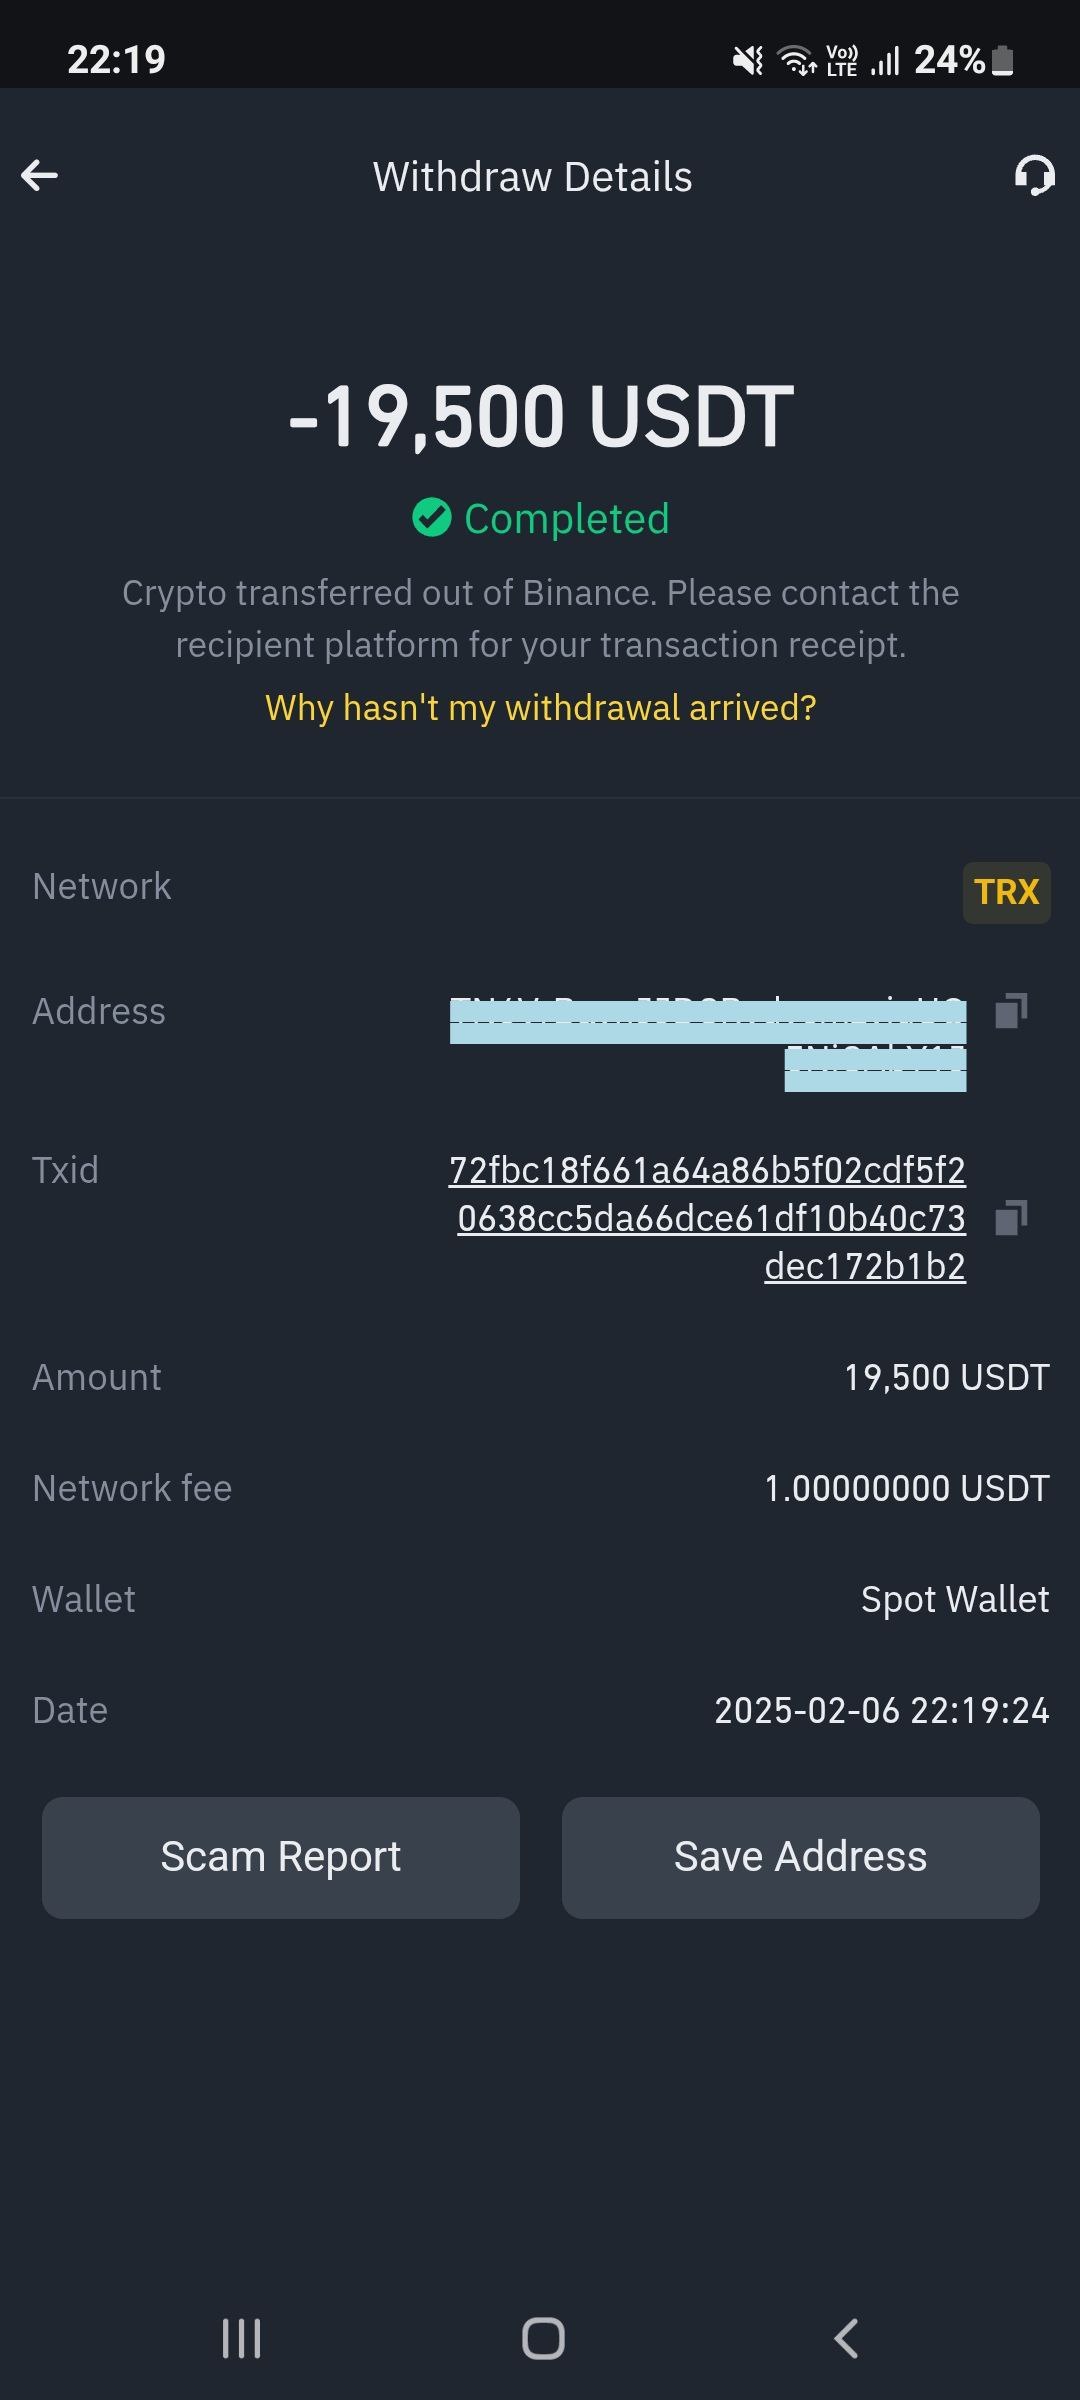 22:19
Vo)) LTE 24%
Withdraw Details
-19,500 USDT
Completed
Crypto transferred out of Binance. Please contact the
recipient platform for your transaction receipt.
Why hasn't my withdrawal arrived?
Network TRX
Address
Txid 72fbc18f661a64a86b5f02cdf5f2
0638cc5da66dce61df10b40c73
dec172b1b2
Amount 19,500 USDT
Network fee 1.00000000 USDT
Wallet Spot Wallet
Date 2025-02-06 22:19:24
Scam Report Save Address